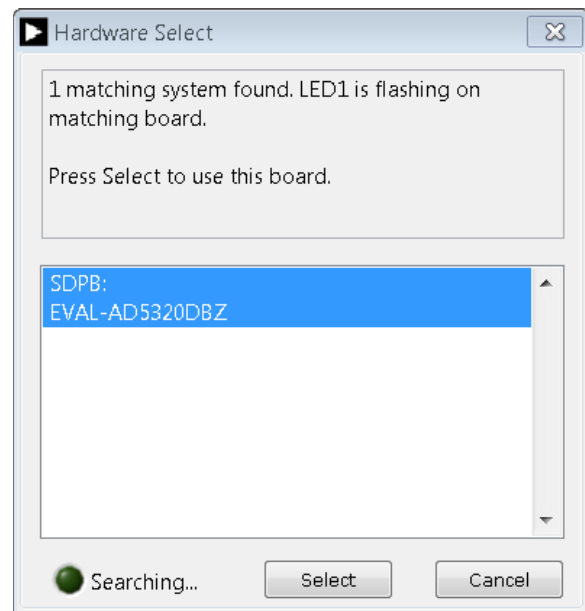 Hardware Select
1 matching system found. LED1 is flashing on
matching board.
Press Select to use this board.
SDPB:
EVAL-AD5320DBZ
Searching...
Select
Cancel